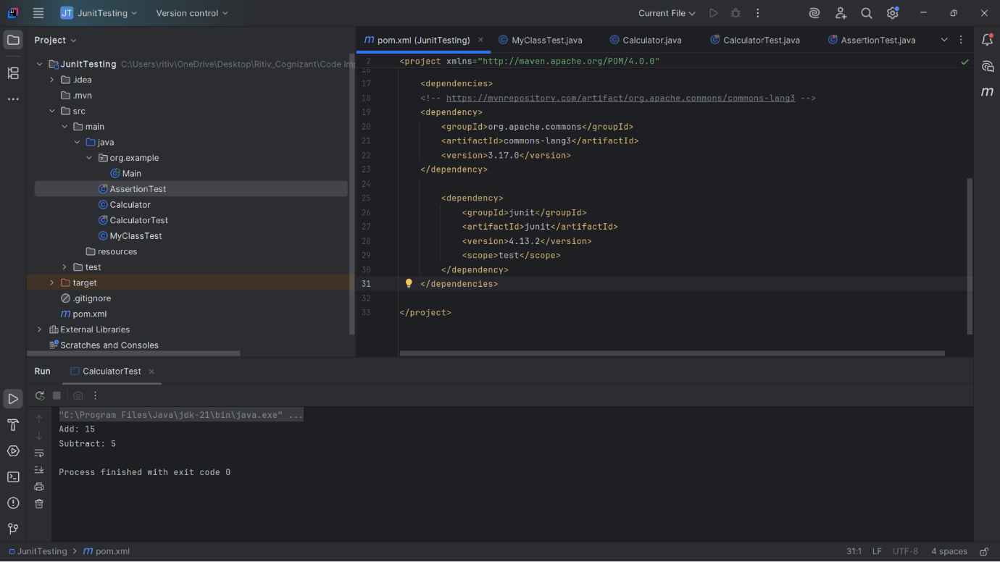 JT JunitTesting Version control Current File
Project
JunitTesting C:\Users\ritiv\OneDrive\Desktop\Ritiv_Cognizant\Code Imp
.idea
.mvn
src
main
java
org.example
Main
AssertionTest
Calculator
CalculatorTest
MyClassTest
resources
test
target
.gitignore
pom.xml
External Libraries
Scratches and Consoles
pom.xml (JunitTesting) MyClassTest.java Calculator.java CalculatorTest.java AssertionTest.java
2 <project xmlns="http://maven.apache.org/POM/4.0.0"
16
17 <dependencies>
18 <!-- https://mvnrepository.com/artifact/org.apache.commons/commons-lang3 -->
19 <dependency>
20 <groupId>org.apache.commons</groupId>
21 <artifactId>commons-lang3</artifactId>
22 <version>3.17.0</version>
23 </dependency>
24
25 <dependency>
26 <groupId>junit</groupId>
27 <artifactId>junit</artifactId>
28 <version>4.13.2</version>
29 <scope>test</scope>
30 </dependency>
31 </dependencies>
32
33 </project>
Run CalculatorTest
"C:\Program Files\Java\jdk-21\bin\java.exe" ...
Add: 15
Subtract: 5
Process finished with exit code 0
JunitTesting > pom.xml 31:1 LF UTF-8 4 spaces